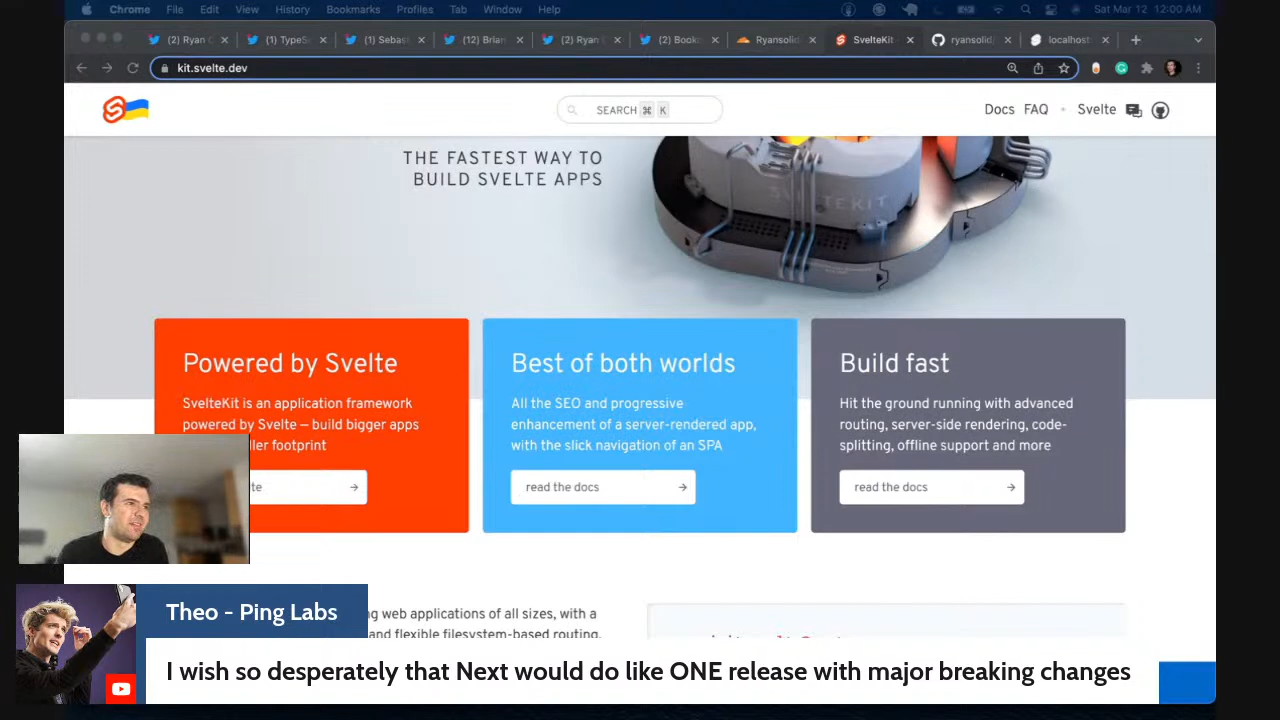 Chrome File Edit View History Bookmarks Profiles Tab Window Help Sat Mar 12 12:00 AM
(2) Ryan C (1) TypeSc (1) Sebast (12) Brian (2) Ryan (2) Book Ryansolid SvelteKit ryansolid/ localhost
kit.svelte.dev
SEARCH ⌘ K
Docs FAQ • Svelte
THE FASTEST WAY TO
BUILD SVELTE APPS
SVELTEKIT
Powered by Svelte
SvelteKit is an application framework
powered by Svelte — build bigger apps
ller footprint
te →
Best of both worlds
All the SEO and progressive
enhancement of a server-rendered app,
with the slick navigation of an SPA
read the docs →
Build fast
Hit the ground running with advanced
routing, server-side rendering, code-
splitting, offline support and more
read the docs →
ng web applications of all sizes, with a
and flexible filesystem-based routing.
Theo - Ping Labs
I wish so desperately that Next would do like ONE release with major breaking changes